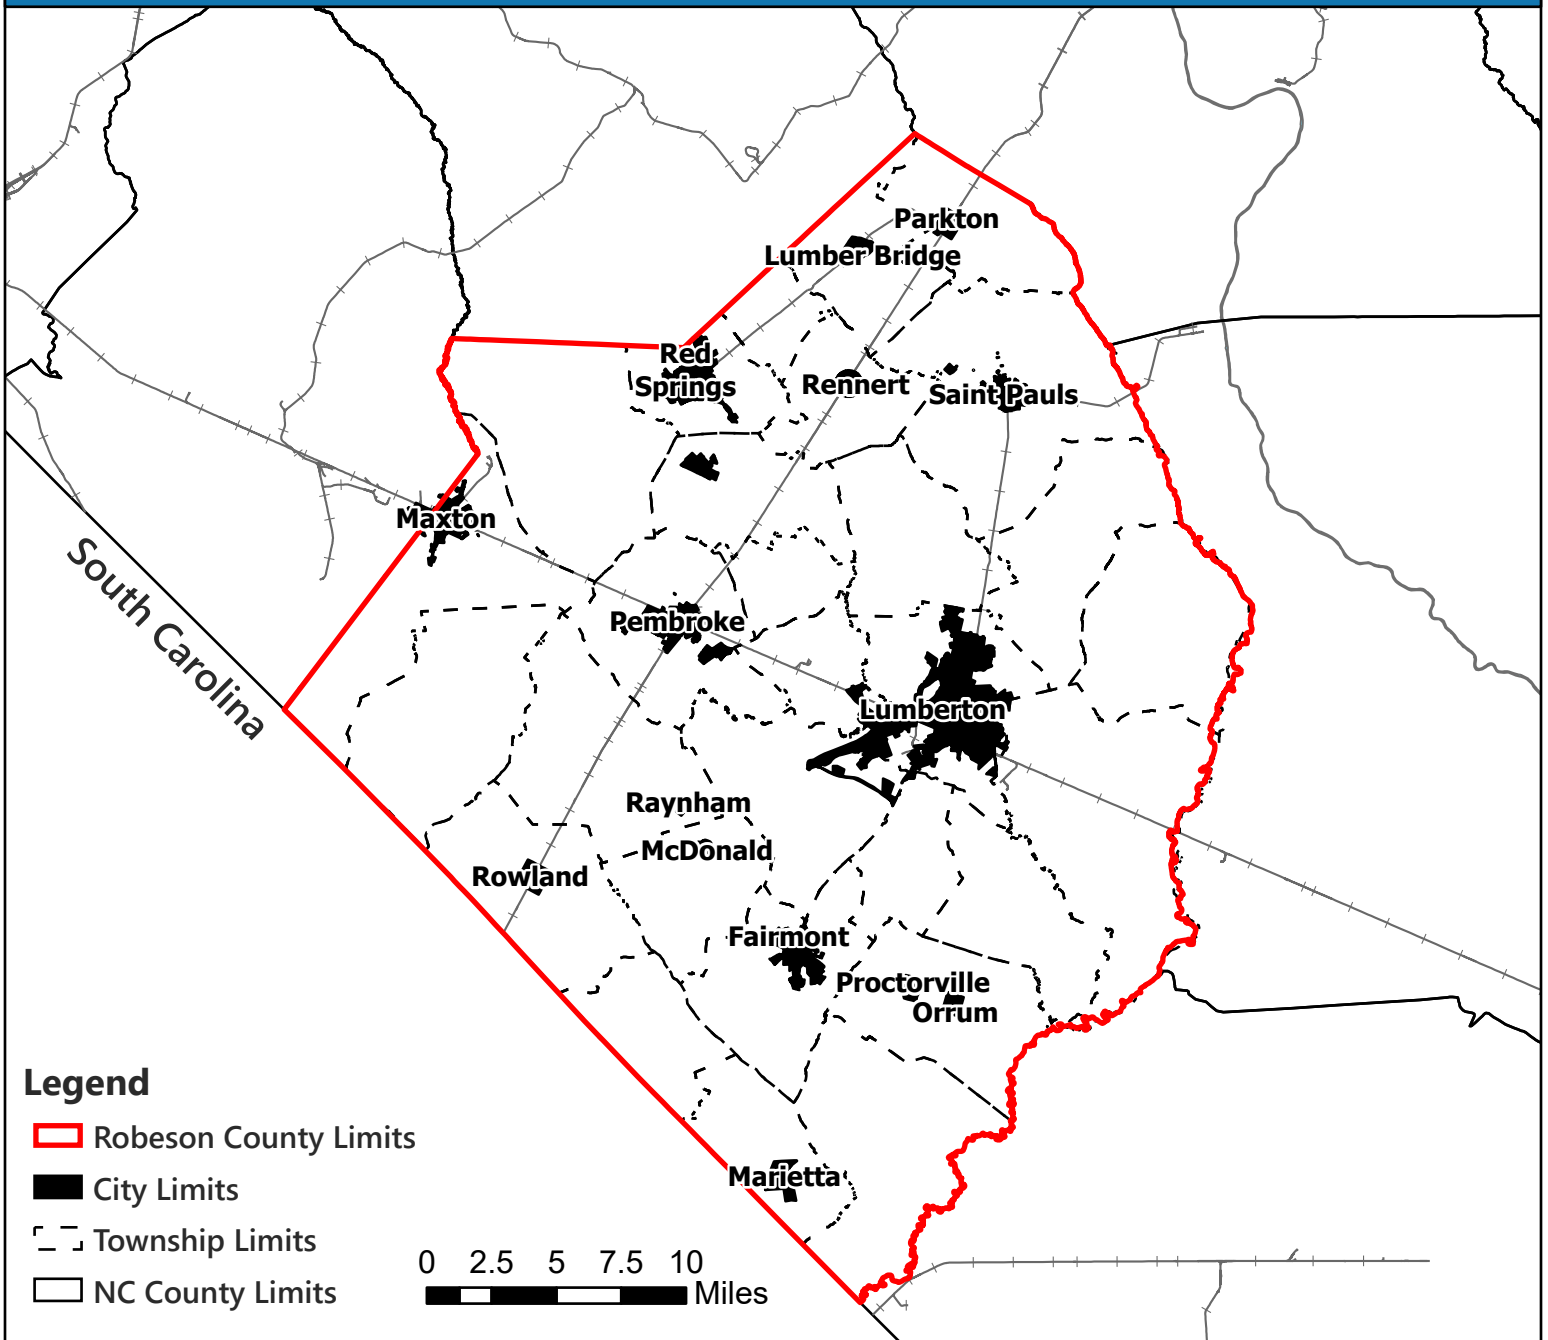 Parkton
Lumber Bridge
Red
Springs
Rennert
Saint Pauls
Maxton
South Carolina
Pembroke
Lumberton
Raynham
McDonald
Rowland
Fairmont
Proctorville
Orrum
Marietta
Legend
Robeson County Limits
City Limits
Township Limits
NC County Limits
0 2.5 5 7.5 10
Miles